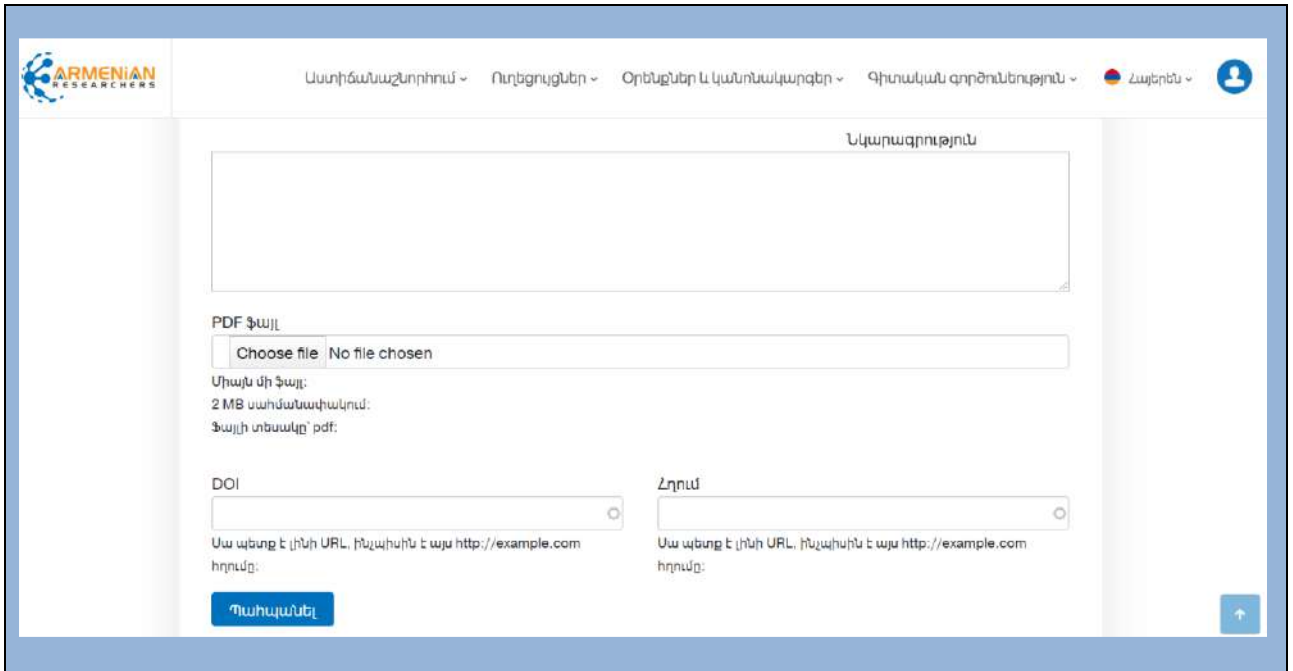 ARMENIAN
RESEARCHERS
Աստիճանաշնորհում Ուղեցույցներ Օրենքներ և կանոնակարգեր Գիտական գործունեություն Հայերեն
Նկարագրություն
PDF ֆայլ
Choose file No file chosen
Միայն մի ֆայլ:
2 MB սահմանափակում:
Ֆայլի տեսակը՝ pdf:
DOI Հղում
Սա պետք է լինի URL, ինչպիսին է այս http://example.com Սա պետք է լինի URL, ինչպիսին է այս http://example.com
հղումը: հղումը:
Պահպանել